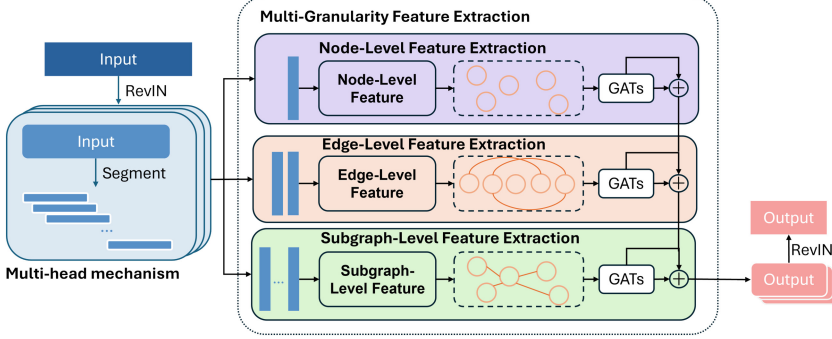 Multi-Granularity Feature Extraction
Input
RevIN
Input
Segment
...
Multi-head mechanism
Node-Level Feature Extraction
Node-Level
Feature
GATs
Edge-Level Feature Extraction
Edge-Level
Feature
GATs
Subgraph-Level Feature Extraction
...
Subgraph-
Level Feature
GATs
Output
RevIN
Output